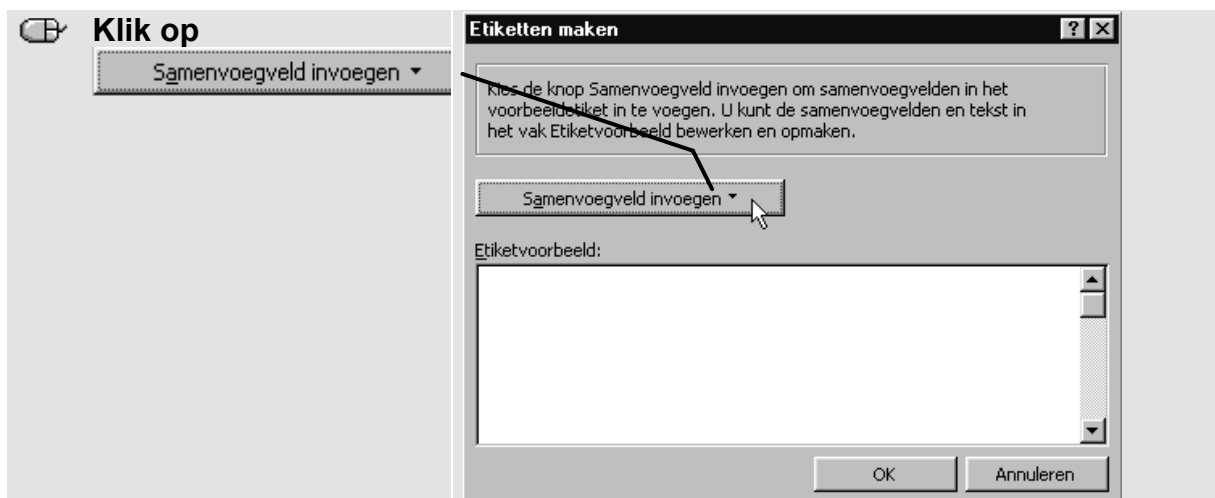 Klik op
Samenvoegveld invoegen
Etiketten maken
Kies de knop Samenvoegveld invoegen om samenvoegvelden in het
voorbeeldetiket in te voegen. U kunt de samenvoegvelden en tekst in
het vak Etiketvoorbeeld bewerken en opmaken.
Samenvoegveld invoegen
Etiketvoorbeeld:
OK
Annuleren